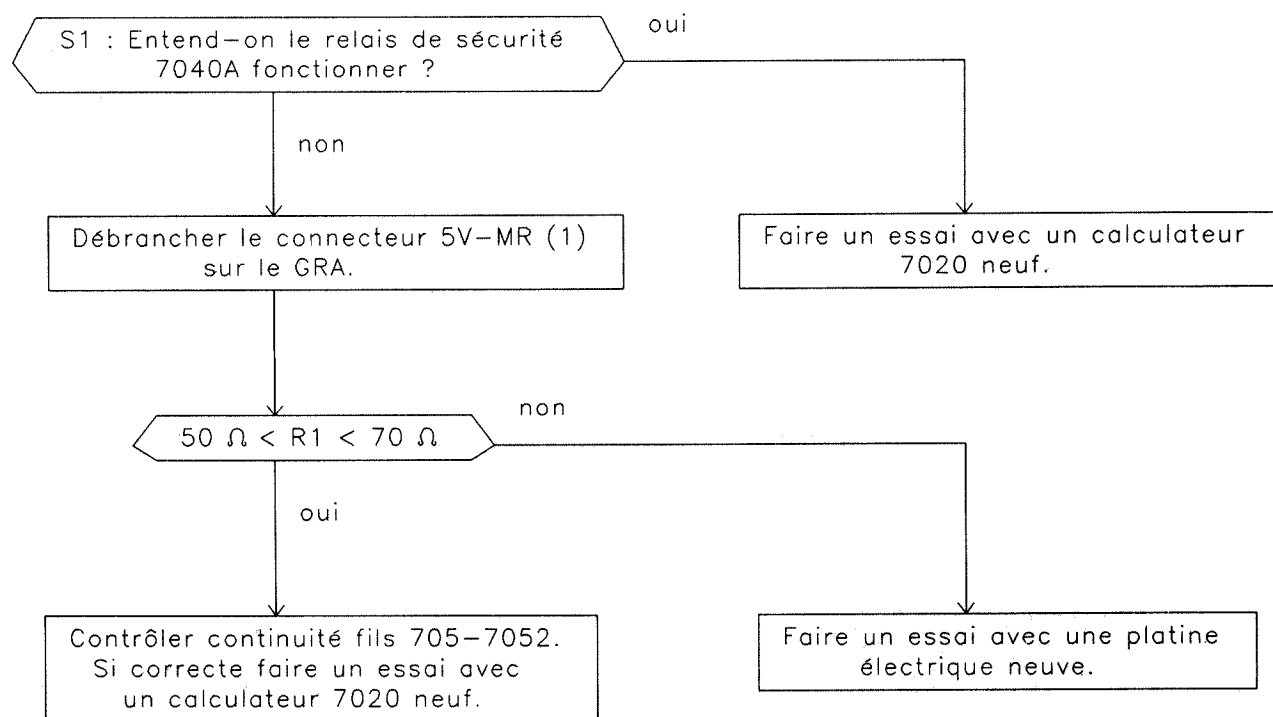 S1 : Entend-on le relais de sécurité
7040A fonctionner ?
oui
non
Débrancher le connecteur 5V-MR (1)
sur le GRA.
Faire un essai avec un calculateur
7020 neuf.
50 Ω < R1 < 70 Ω
non
oui
Contrôler continuité fils 705-7052.
Si correcte faire un essai avec
un calculateur 7020 neuf.
Faire un essai avec une platine
électrique neuve.